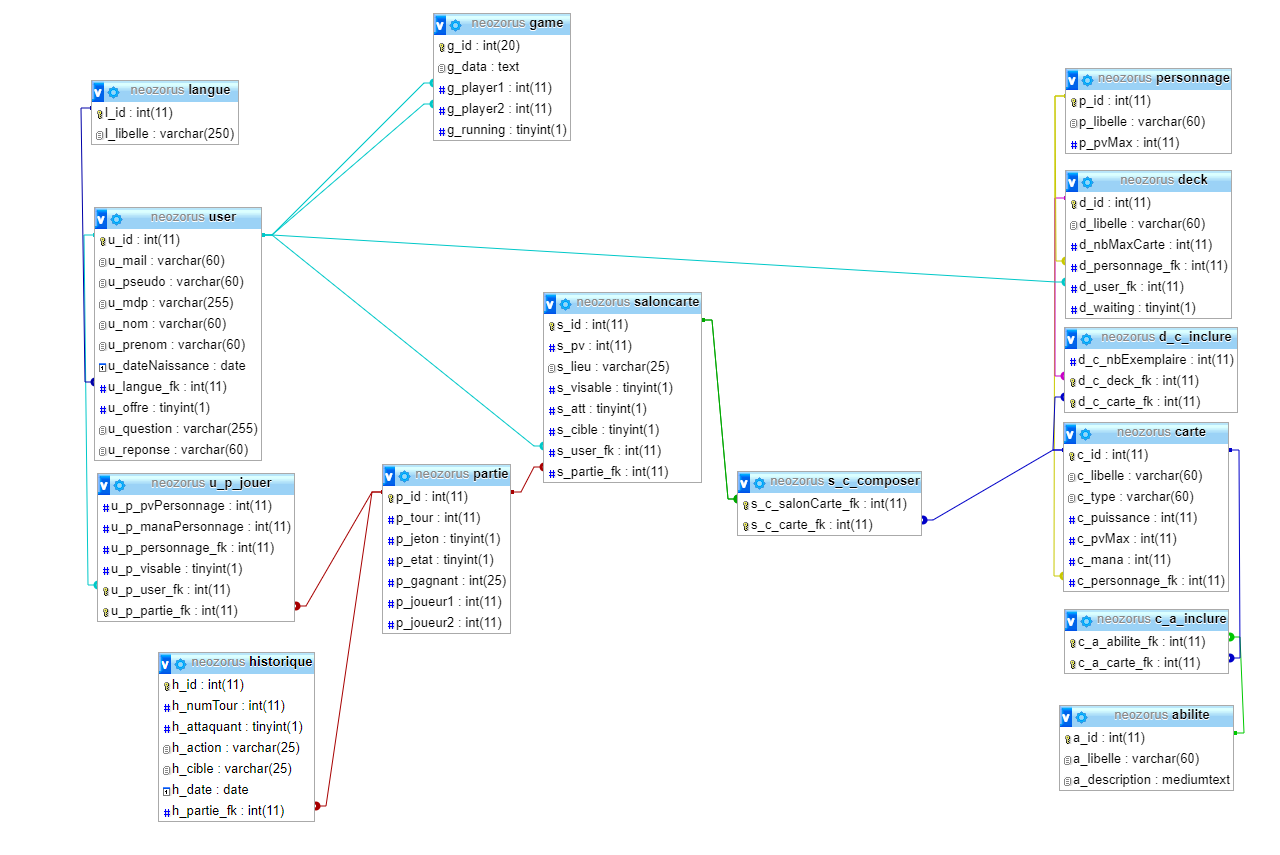 neozorus game
g_id : int(20)
g_data : text
g_player1 : int(11)
g_player2 : int(11)
g_running : tinyint(1)
neozorus langue
l_id : int(11)
l_libelle : varchar(250)
neozorus user
u_id : int(11)
u_mail : varchar(60)
u_pseudo : varchar(60)
u_mdp : varchar(255)
u_nom : varchar(60)
u_prenom : varchar(60)
u_dateNaissance : date
u_langue_fk : int(11)
u_offre : tinyint(1)
u_question : varchar(255)
u_reponse : varchar(60)
neozorus u_p_jouer
u_p_pvPersonnage : int(11)
u_p_manaPersonnage : int(11)
u_p_personnage_fk : int(11)
u_p_visable : tinyint(1)
u_p_user_fk : int(11)
u_p_partie_fk : int(11)
neozorus historique
h_id : int(11)
h_numTour : int(11)
h_attaquant : tinyint(1)
h_action : varchar(25)
h_cible : varchar(25)
h_date : date
h_partie_fk : int(11)
neozorus partie
p_id : int(11)
p_tour : int(11)
p_jeton : tinyint(1)
p_etat : tinyint(1)
p_gagnant : int(25)
p_joueur1 : int(11)
p_joueur2 : int(11)
neozorus saloncarte
s_id : int(11)
s_pv : int(11)
s_lieu : varchar(25)
s_visable : tinyint(1)
s_att : tinyint(1)
s_cible : tinyint(1)
s_user_fk : int(11)
s_partie_fk : int(11)
neozorus s_c_composer
s_c_salonCarte_fk : int(11)
s_c_carte_fk : int(11)
neozorus personnage
p_id : int(11)
p_libelle : varchar(60)
p_pvMax : int(11)
neozorus deck
d_id : int(11)
d_libelle : varchar(60)
d_nbMaxCarte : int(11)
d_personnage_fk : int(11)
d_user_fk : int(11)
d_waiting : tinyint(1)
neozorus d_c_inclure
d_c_nbExemplaire : int(11)
d_c_deck_fk : int(11)
d_c_carte_fk : int(11)
neozorus carte
c_id : int(11)
c_libelle : varchar(60)
c_type : varchar(60)
c_puissance : int(11)
c_pvMax : int(11)
c_mana : int(11)
c_personnage_fk : int(11)
neozorus c_a_inclure
c_a_abilite_fk : int(11)
c_a_carte_fk : int(11)
neozorus abilite
a_id : int(11)
a_libelle : varchar(60)
a_description : mediumtext